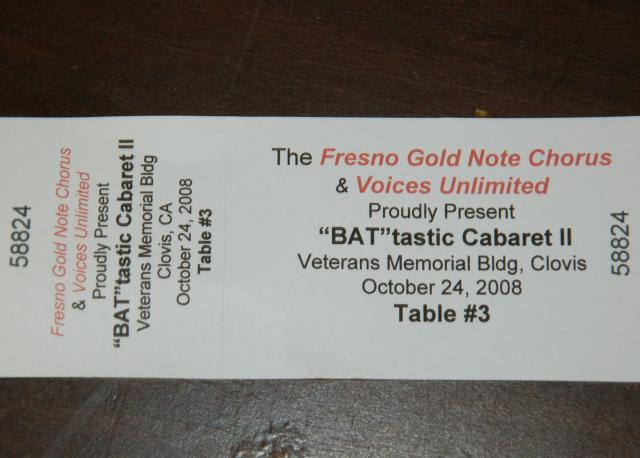 58824
Fresno Gold Note Chorus
& Voices Unlimited
Proudly Present
“BAT”tastic Cabaret II
Veterans Memorial Bldg
Clovis, CA
October 24, 2008
Table #3
The Fresno Gold Note Chorus
& Voices Unlimited
Proudly Present
“BAT”tastic Cabaret II
Veterans Memorial Bldg, Clovis
October 24, 2008
Table #3
58824